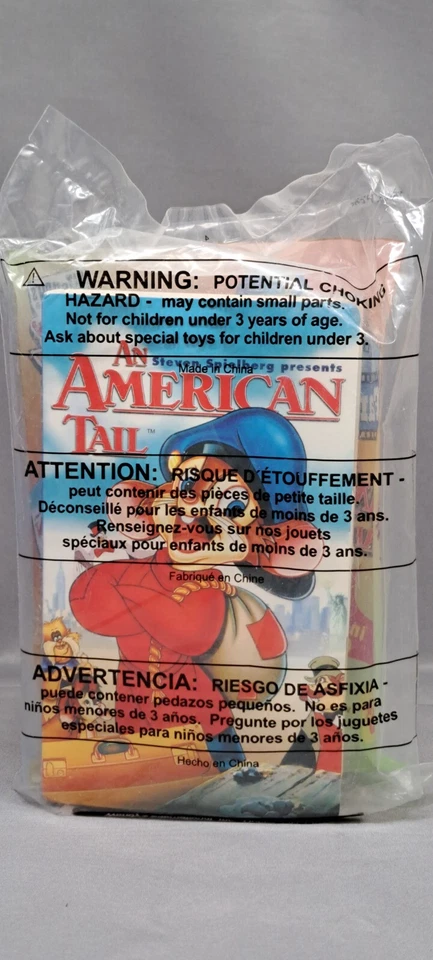 WARNING: POTENTIAL CHOKING
HAZARD - may contain small parts.
Not for children under 3 years of age.
Ask about special toys for children under 3.
Made in China
Steven Spielberg presents
AN
AMERICAN
TAIL™
ATTENTION: RISQUE D'ÉTOUFFEMENT -
peut contenir des pièces de petite taille.
Déconseillé pour les enfants de moins de 3 ans.
Renseignez-vous sur nos jouets
spéciaux pour enfants de moins de 3 ans.
Fabriqué en Chine
ADVERTENCIA: RIESGO DE ASFIXIA -
puede contener pedazos pequeños. No es para
niños menores de 3 años. Pregunte por los juguetes
especiales para niños menores de 3 años.
Hecho en China